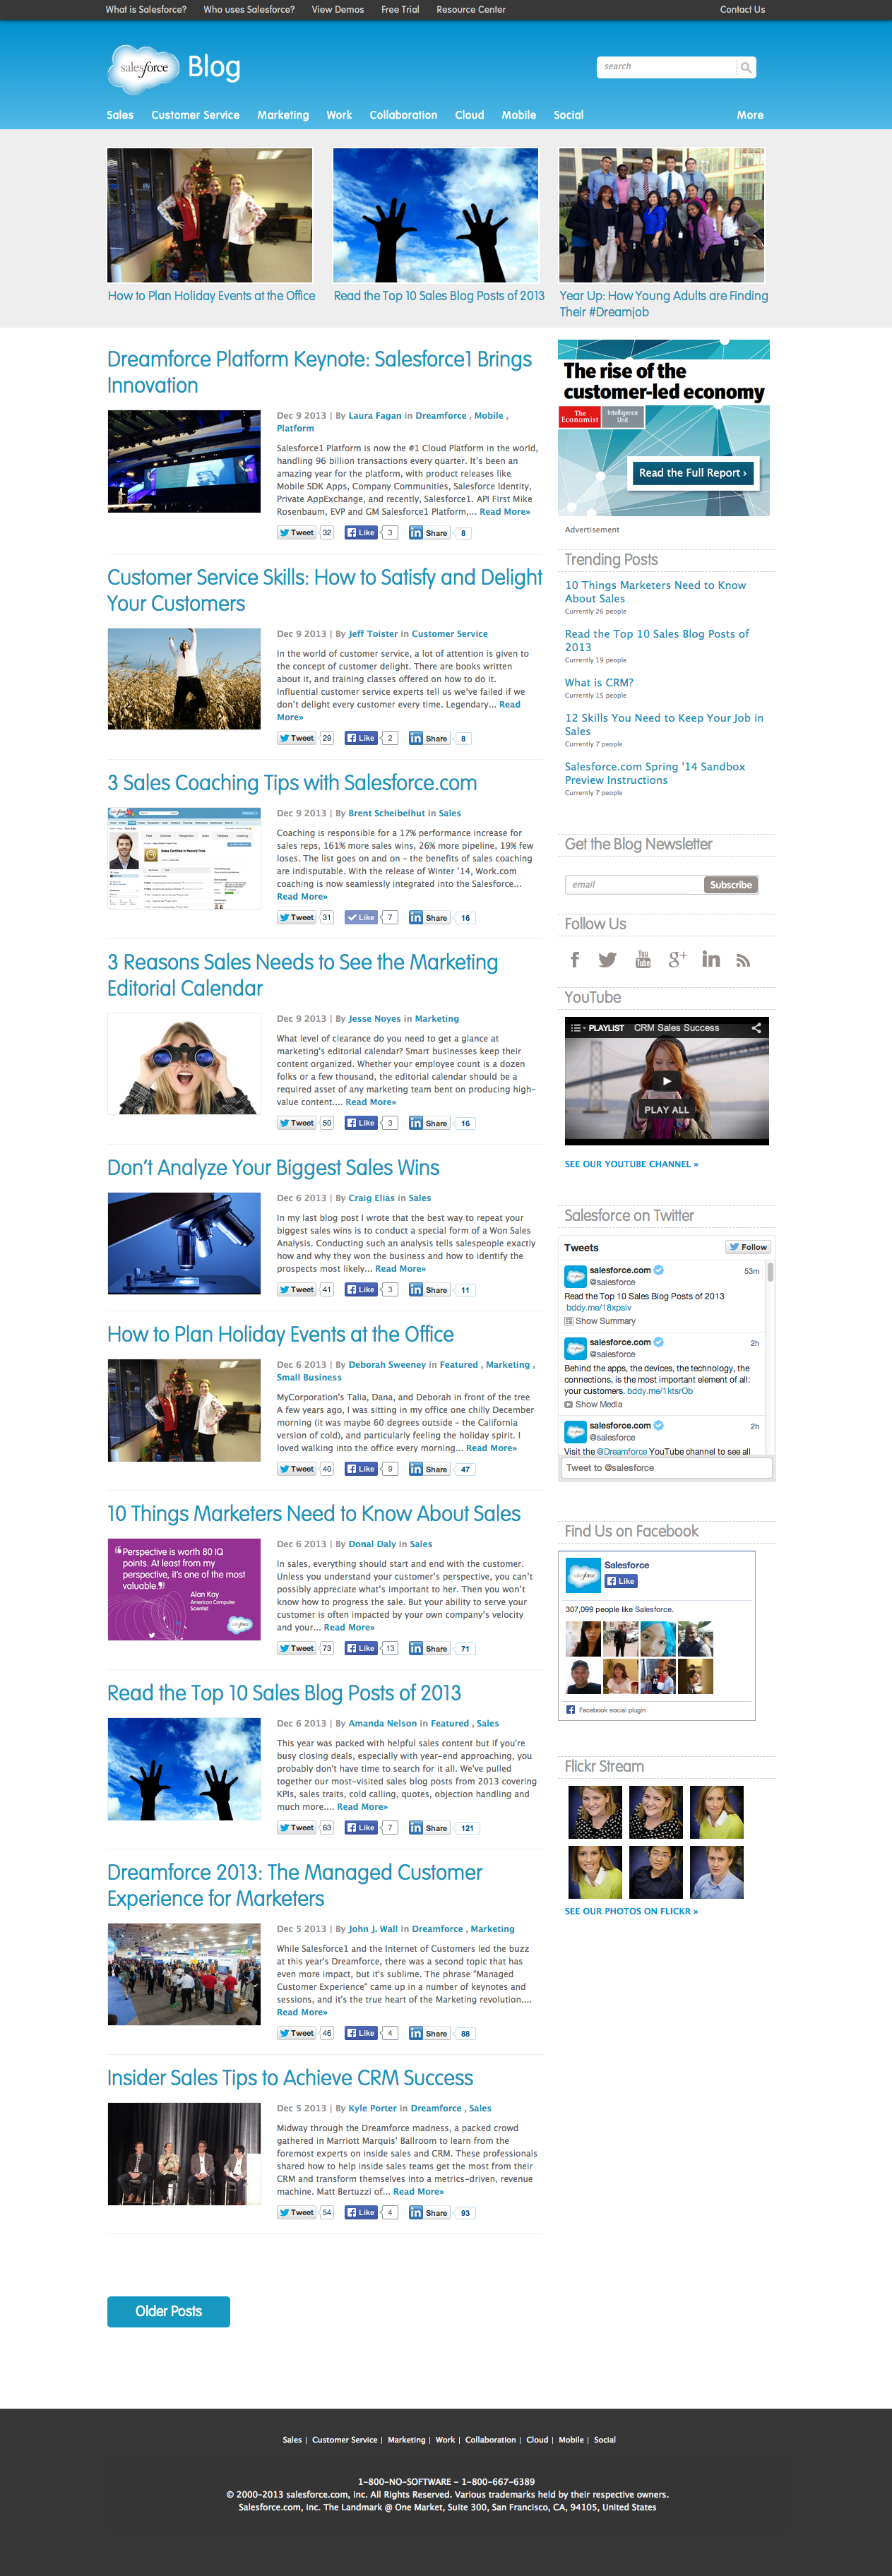 What is Salesforce? Who uses Salesforce? View Demos Free Trial Resource Center Contact Us
salesforce Blog
search
Sales Customer Service Marketing Work Collaboration Cloud Mobile Social More
How to Plan Holiday Events at the Office
Read the Top 10 Sales Blog Posts of 2013
Year Up: How Young Adults are Finding
Their #Dreamjob
Dreamforce Platform Keynote: Salesforce1 Brings
Innovation
Dec 9 2013 | By Laura Fagan in Dreamforce , Mobile ,
Platform
Salesforce1 Platform is now the #1 Cloud Platform in the world,
handling 96 billion transactions every quarter. It's been an
amazing year for the platform, with product releases like
Mobile SDK Apps, Company Communities, Salesforce Identity,
Private AppExchange, and recently, Salesforce1. API First Mike
Rosenbaum, EVP and GM Salesforce1 Platform,... Read More»
Tweet 32 Like 3 Share 8
Customer Service Skills: How to Satisfy and Delight
Your Customers
Dec 9 2013 | By Jeff Toister in Customer Service
In the world of customer service, a lot of attention is given to
the concept of customer delight. There are books written
about it, and training classes offered on how to do it.
Influential customer service experts tell us we've failed if we
don't delight every customer every time. Legendary... Read
More»
Tweet 29 Like 2 Share 8
3 Sales Coaching Tips with Salesforce.com
Dec 9 2013 | By Brent Scheibelhut in Sales
Coaching is responsible for a 17% performance increase for
sales reps, 161% more sales wins, 26% more pipeline, 19% few
loses. The list goes on and on - the benefits of sales coaching
are indisputable. With the release of Winter '14, Work.com
coaching is now seamlessly integrated into the Salesforce...
Read More»
Tweet 31 Like 7 Share 16
3 Reasons Sales Needs to See the Marketing
Editorial Calendar
Dec 9 2013 | By Jesse Noyes in Marketing
What level of clearance do you need to get a glance at
marketing's editorial calendar? Smart businesses keep their
content organized. Whether your employee count is a dozen
folks or a few thousand, the editorial calendar should be a
required asset of any marketing team bent on producing high-
value content.... Read More»
Tweet 50 Like 3 Share 16
Don't Analyze Your Biggest Sales Wins
Dec 6 2013 | By Craig Elias in Sales
In my last blog post I wrote that the best way to repeat your
biggest sales wins is to conduct a special form of a Won Sales
Analysis. Conducting such an analysis tells salespeople exactly
how and why they won the business and how to identify the
prospects most likely... Read More»
Tweet 41 Like 3 Share 11
How to Plan Holiday Events at the Office
Dec 6 2013 | By Deborah Sweeney in Featured , Marketing ,
Small Business
MyCorporation's Talia, Dana, and Deborah in front of the tree
A few years ago, I was sitting in my office one chilly December
morning (it was maybe 60 degrees outside - the California
version of cold), and particularly feeling the holiday spirit. I
loved walking into the office every morning... Read More»
Tweet 40 Like 9 Share 47
10 Things Marketers Need to Know About Sales
Perspective is worth 80 IQ
points. At least from my
perspective, it's one of the most
valuable.
Alan Kay
American Computer
Scientist
Dec 6 2013 | By Donal Daly in Sales
In sales, everything should start and end with the customer.
Unless you understand your customer's perspective, you can't
possibly appreciate what's important to her. Then you won't
know how to progress the sale. But ability to serve your
customer is often impacted by your own company's velocity
and your... Read More»
Tweet 73 Like 13 Share 71
Read the Top 10 Sales Blog Posts of 2013
Dec 6 2013 | By Amanda Nelson in Featured , Sales
This year was packed with helpful sales content but if you're
busy closing deals, especially with year-end approaching, you
probably don't have time to search for it all. We've pulled
together our most-visited sales blog posts from 2013 covering
KPIs, sales traits, cold calling, quotes, objection handling and
much more.... Read More»
Tweet 63 Like 7 Share 121
Dreamforce 2013: The Managed Customer
Experience for Marketers
Dec 5 2013 | By John J. Wall in Dreamforce , Marketing
While Salesforce1 and the Internet of Customers led the buzz
at this year's Dreamforce, there was a second topic that has
even more impact, but it's sublime. The phrase "Managed
Customer Experience" came up in a number of keynotes and
sessions, and it's the true heart of the Marketing revolution....
Read More»
Tweet 46 Like 4 Share 88
Insider Sales Tips to Achieve CRM Success
Dec 5 2013 | By Kyle Porter in Dreamforce , Sales
Midway through the Dreamforce madness, a packed crowd
gathered in Marriott Marquis' Ballroom to learn from the
foremost experts on inside sales and CRM. These professionals
shared how to help inside sales teams get the most from their
CRM and transform themselves into a metrics-driven, revenue
machine. Matt Bertuzzi of... Read More»
Tweet 54 Like 4 Share 93
Older Posts
The rise of the
customer-led economy
The Economist
Intelligence Unit
Read the Full Report ›
Advertisement
Trending Posts
10 Things Marketers Need to Know
About Sales
Currently 26 people
Read the Top 10 Sales Blog Posts of
2013
Currently 19 people
What is CRM?
Currently 15 people
12 Skills You Need to Keep Your Job in
Sales
Currently 7 people
Salesforce.com Spring '14 Sandbox
Preview Instructions
Currently 7 people
Get the Blog Newsletter
email Subscribe
Follow Us
YouTube
PLAYLIST CRM Sales Success
PLAY ALL
SEE OUR YOUTUBE CHANNEL »
Salesforce on Twitter
Tweets Follow
salesforce.com 53m
@salesforce
Read the Top 10 Sales Blog Posts of 2013
bddy.me/18xpsiv
Show Summary
salesforce.com 2h
@salesforce
Behind the apps, the devices, the technology, the
connections, is the most important element of all:
your customers. bddy.me/1ktsrOb
Show Media
salesforce.com 2h
@salesforce
Visit the @Dreamforce YouTube channel to see all
Tweet to @salesforce
Find Us on Facebook
Salesforce
Like
307,099 people like Salesforce.
Facebook social plugin
Flickr Stream
SEE OUR PHOTOS ON FLICKR »
Sales | Customer Service | Marketing | Work | Collaboration | Cloud | Mobile | Social
1-800-NO-SOFTWARE - 1-800-667-6389
© 2000-2013 salesforce.com, inc. All Rights Reserved. Various trademarks held by their respective owners.
Salesforce.com, Inc. The Landmark @ One Market, Suite 300, San Francisco, CA, 94105, United States